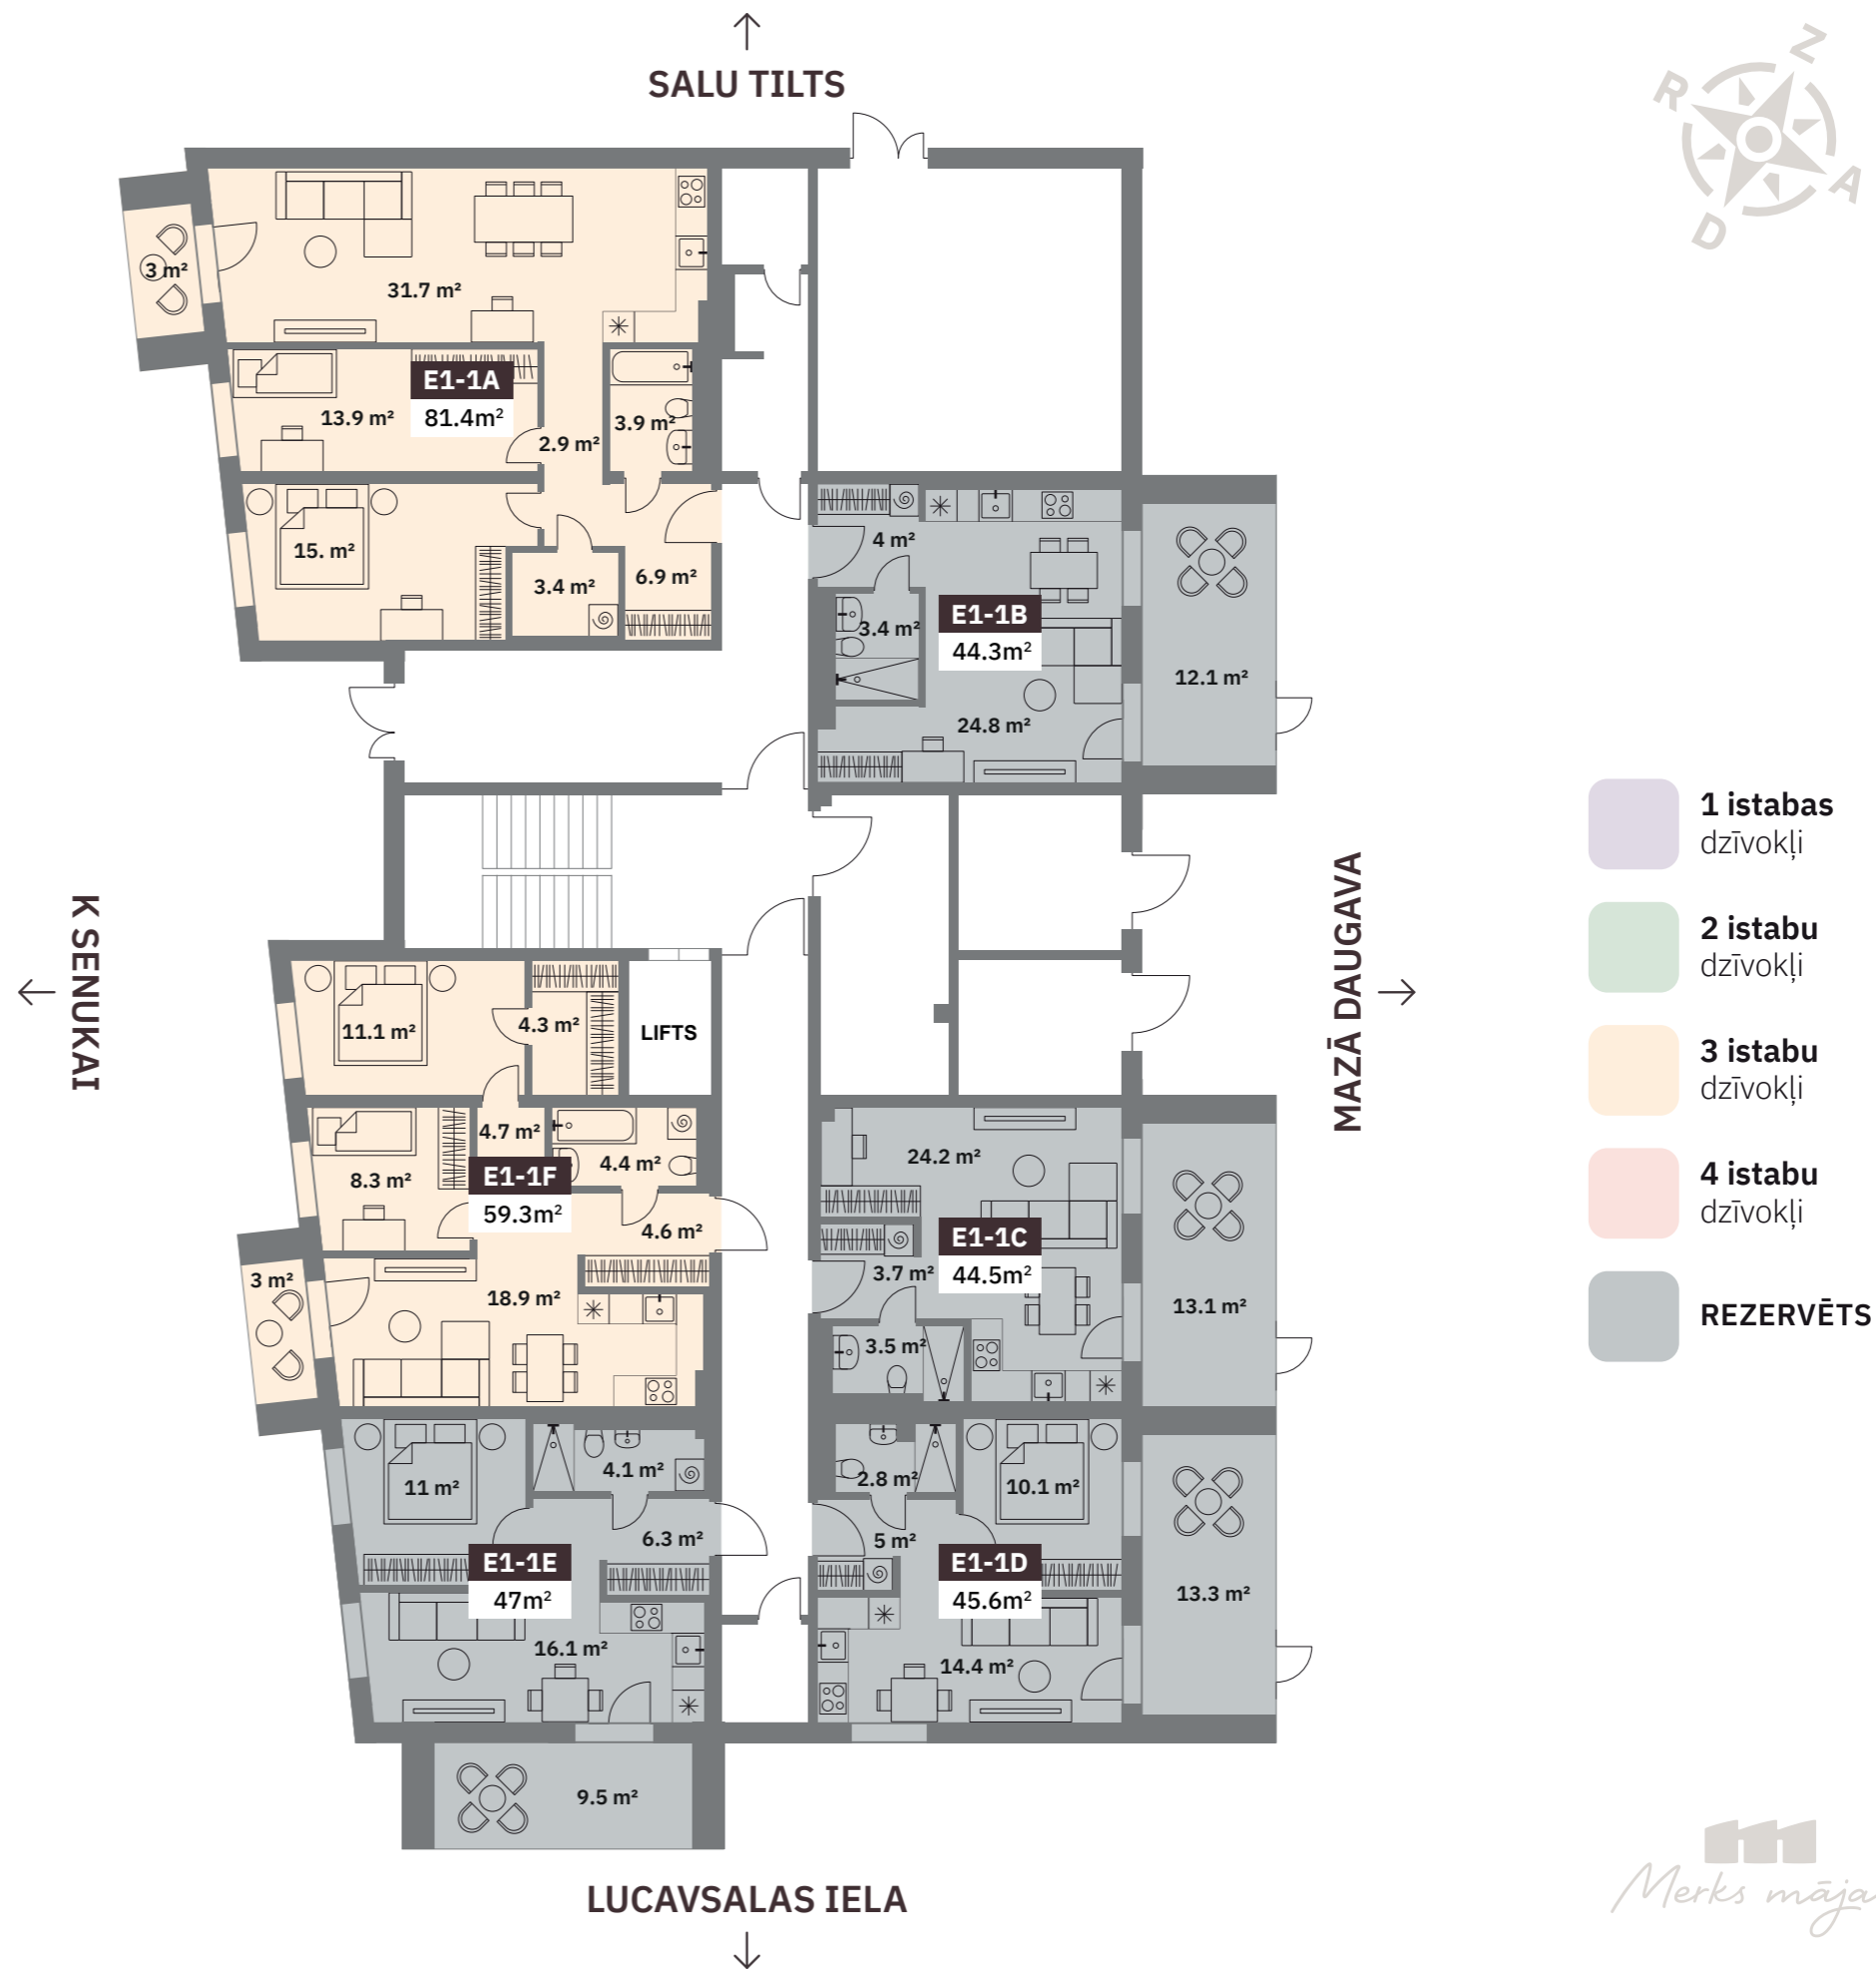 SALU TILTS
Z
R
A
D
3 m²
31.7 m²
E1-1A
81.4m²
13.9 m²
2.9 m²
3.9 m²
15. m²
3.4 m²
6.9 m²
4 m²
3.4 m²
E1-1B
44.3m²
24.8 m²
12.1 m²
K SENUKAI
MAZĀ DAUGAVA
1 istabas
dzīvokļi
2 istabu
dzīvokļi
3 istabu
dzīvokļi
4 istabu
dzīvokļi
REZERVĒTS
11.1 m²
4.3 m²
LIFTS
4.7 m²
4.4 m²
8.3 m²
E1-1F
59.3m²
4.6 m²
3 m²
18.9 m²
24.2 m²
E1-1C
44.5m²
3.7 m²
3.5 m²
13.1 m²
11 m²
4.1 m²
6.3 m²
E1-1E
47m²
16.1 m²
9.5 m²
2.8 m²
10.1 m²
5 m²
E1-1D
45.6m²
14.4 m²
13.3 m²
LUCAVSALAS IELA
Merks māja